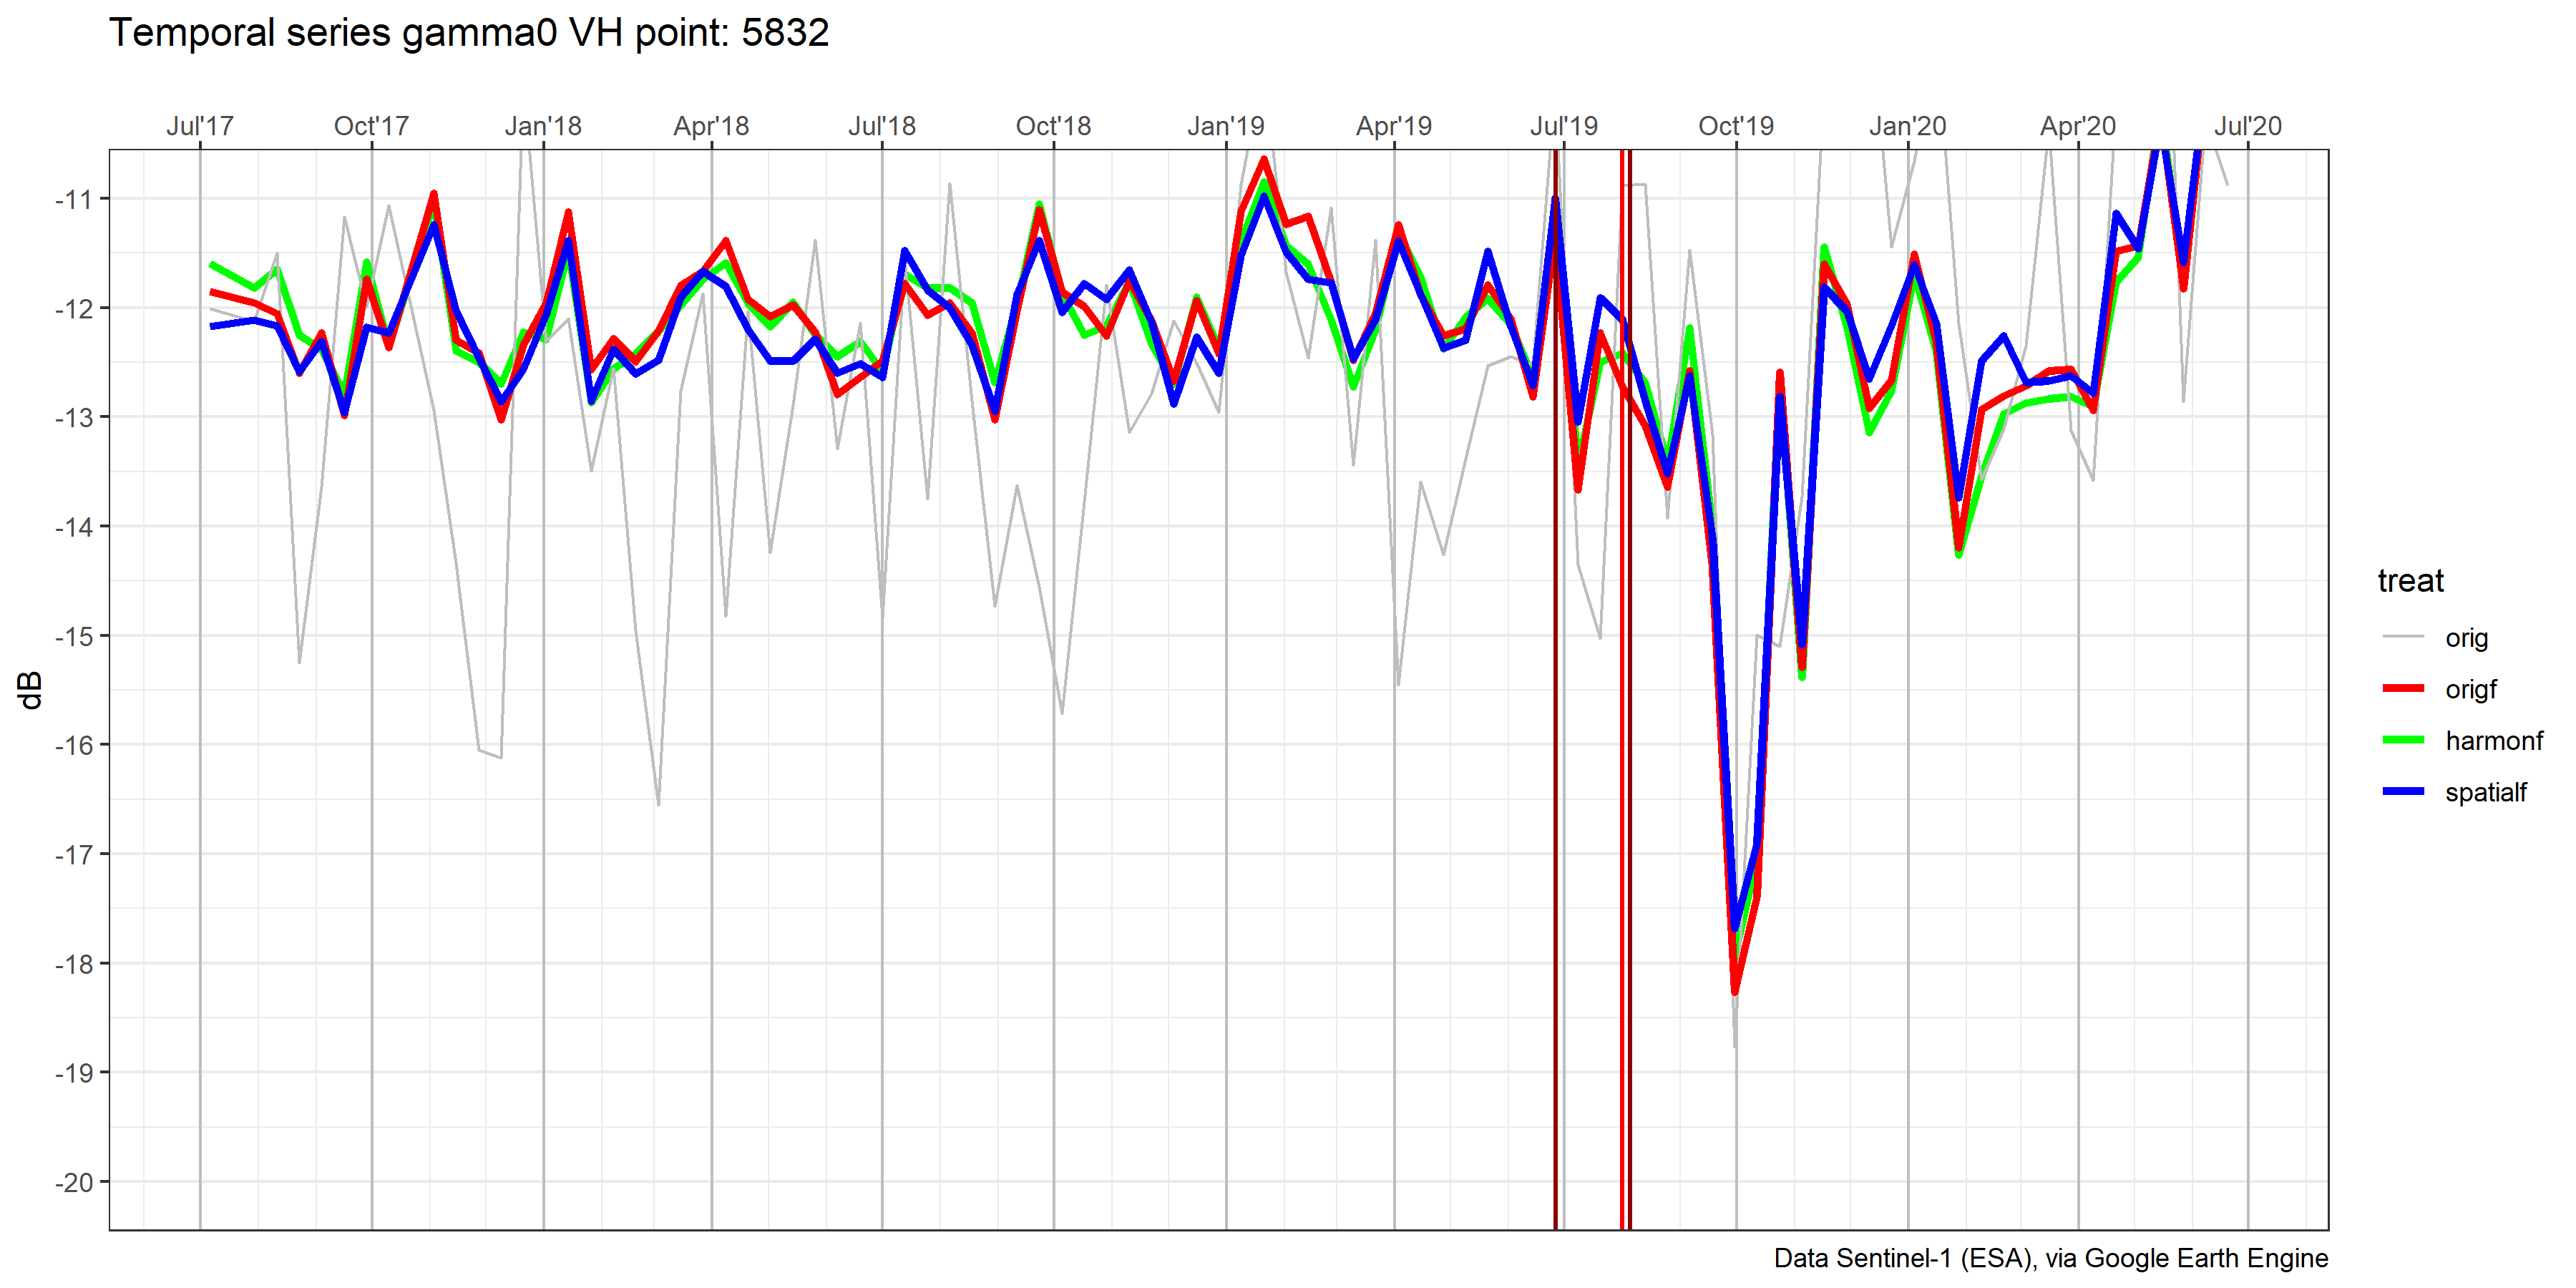 Temporal series gamma0 VH point: 5832
Jul'17 Oct'17 Jan'18 Apr'18 Jul'18 Oct'18 Jan'19 Apr'19 Jul'19 Oct'19 Jan'20 Apr'20 Jul'20
-11
-12
-13
-14
-15
-16
-17
-18
-19
-20
dB
treat
orig
origf
harmonf
spatialf
Data Sentinel-1 (ESA), via Google Earth Engine